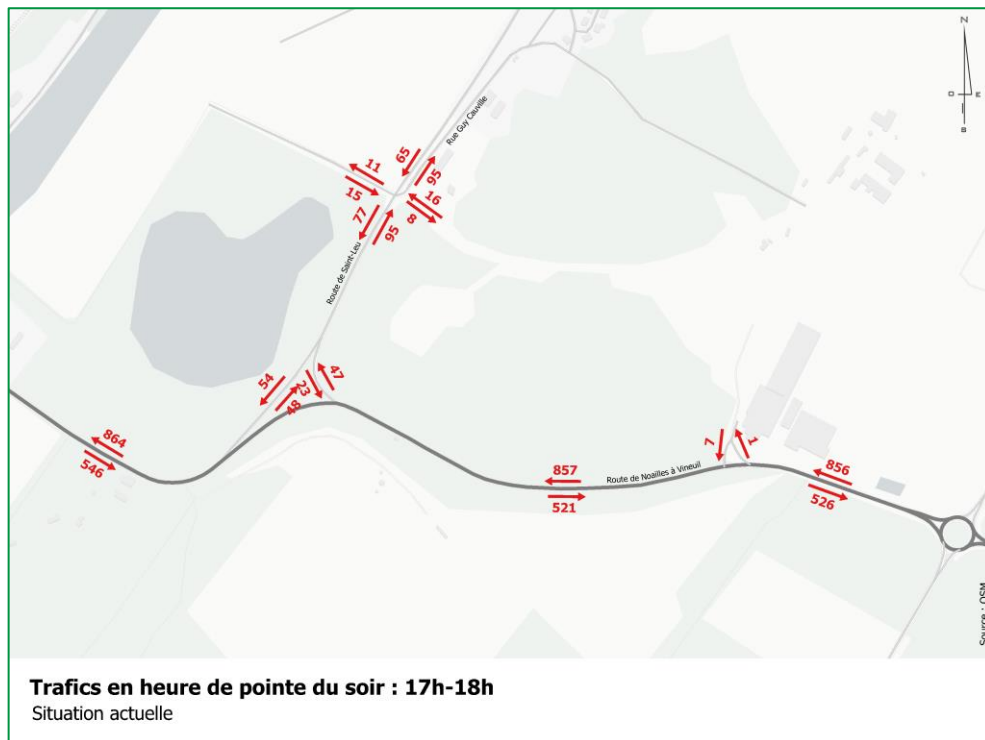 N
O
E
S
Rue Guy Cauville
65
95
11
15
16
8
77
95
Route de Saint-Leu
54
48
23
47
864
546
857
521
Route de Noailles à Vineuil
7
1
856
526
Source : OSM
Trafics en heure de pointe du soir : 17h-18h
Situation actuelle